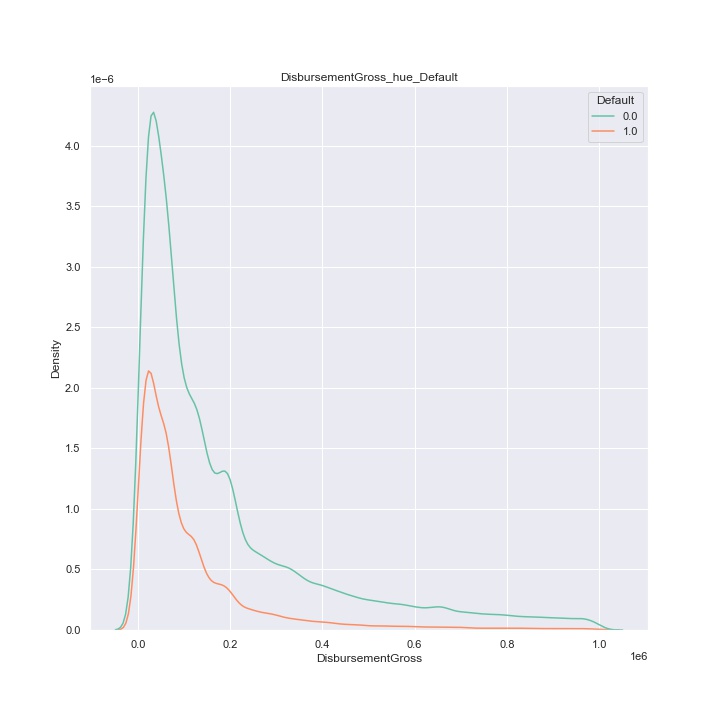 DisbursementGross_hue_Default
1e−6
Default
0.0
1.0
4.0
3.5
3.0
2.5
2.0
1.5
1.0
0.5
0.0
Density
0.0 0.2 0.4 0.6 0.8 1.0
1e6
DisbursementGross